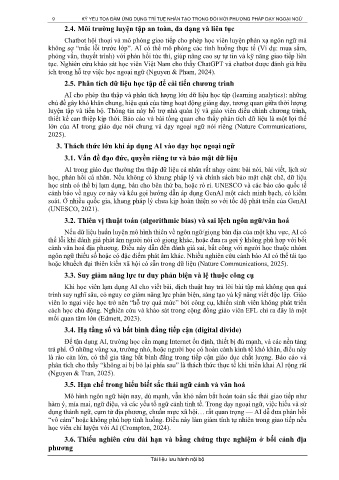 9 KỶ YẾU TỌA ĐÀM ỨNG DỤNG TRÍ TUỆ NHÂN TẠO TRONG ĐỔI MỚI PHƯƠNG PHÁP DẠY NGOẠI NGỮ
2.4. Môi trường luyện tập an toàn, đa dạng và liên tục
Chatbot hội thoại và mô phỏng giao tiếp cho phép học viên luyện phản xạ ngôn ngữ mà
không sợ “mắc lỗi trước lớp”. AI có thể mô phỏng các tình huống thực tế (Ví dụ: mua sắm,
phỏng vấn, thuyết trình) với phản hồi tức thì, giúp nâng cao sự tự tin và kỹ năng giao tiếp liên
tục. Nghiên cứu khảo sát học viên Việt Nam cho thấy ChatGPT và chatbot được đánh giá hữu
ích trong hỗ trợ việc học ngoại ngữ (Nguyen & Pham, 2024).
2.5. Phân tích dữ liệu học tập để cải tiến chương trình
AI cho phép thu thập và phân tích lượng lớn dữ liệu học tập (learning analytics): những
chủ đề gây khó khăn chung, hiệu quả của từng hoạt động giảng dạy, tương quan giữa thời lượng
luyện tập và tiến bộ. Thông tin này hỗ trợ nhà quản lý và giáo viên điều chỉnh chương trình,
thiết kế can thiệp kịp thời. Báo cáo và bài tổng quan cho thấy phân tích dữ liệu là một lợi thế
lớn của AI trong giáo dục nói chung và dạy ngoại ngữ nói riêng (Nature Communications,
2025).
3. Thách thức lớn khi áp dụng AI vào dạy học ngoại ngữ
3.1. Vấn đề đạo đức, quyền riêng tư và bảo mật dữ liệu
AI trong giáo dục thường thu thập dữ liệu cá nhân rất nhạy cảm: bài nói, bài viết, lịch sử
học, phản hồi cá nhân. Nếu không có khung pháp lý và chính sách bảo mật chặt chẽ, dữ liệu
học sinh có thể bị lạm dụng, bán cho bên thứ ba, hoặc rò rỉ. UNESCO và các báo cáo quốc tế
cảnh báo về nguy cơ này và kêu gọi hướng dẫn áp dụng GenAI một cách minh bạch, có kiểm
soát. Ở nhiều quốc gia, khung pháp lý chưa kịp hoàn thiện so với tốc độ phát triển của GenAI
(UNESCO, 2021).
3.2. Thiên vị thuật toán (algorithmic bias) và sai lệch ngôn ngữ/văn hoá
Nếu dữ liệu huấn luyện mô hình thiên về ngôn ngữ/giọng bản địa của một khu vực, AI có
thể lỗi khi đánh giá phát âm người nói có giọng khác, hoặc đưa ra gợi ý không phù hợp với bối
cảnh văn hoá địa phương. Điều này dẫn đến đánh giá sai, bất công với người học thuộc nhóm
ngôn ngữ thiểu số hoặc có đặc điểm phát âm khác. Nhiều nghiên cứu cảnh báo AI có thể tái tạo
hoặc khuếch đại thiên kiến xã hội có sẵn trong dữ liệu (Nature Communications, 2025).
3.3. Suy giảm năng lực tư duy phản biện và lệ thuộc công cụ
Khi học viên lạm dụng AI cho viết bài, dịch thuật hay trả lời bài tập mà không qua quá
trình suy nghĩ sâu, có nguy cơ giảm năng lực phản biện, sáng tạo và kỹ năng viết độc lập. Giáo
viên lo ngại việc học trở nên “hỗ trợ quá mức” bởi công cụ, khiến sinh viên không phát triển
cách học chủ động. Nghiên cứu và khảo sát trong cộng đồng giáo viên EFL chỉ ra đây là một
mối quan tâm lớn (Edmett, 2023).
3.4. Hạ tầng số và bất bình đẳng tiếp cận (digital divide)
Để tận dụng AI, trường học cần mạng Internet ổn định, thiết bị đủ mạnh, và các nền tảng
trả phí. Ở những vùng xa, trường nhỏ, hoặc người học có hoàn cảnh kinh tế khó khăn, điều này
là rào cản lớn, có thể gia tăng bất bình đẳng trong tiếp cận giáo dục chất lượng. Báo cáo và
phân tích cho thấy “không ai bị bỏ lại phía sau” là thách thức thực tế khi triển khai AI rộng rãi
(Nguyen & Tran, 2025).
3.5. Hạn chế trong hiểu biết sắc thái ngữ cảnh và văn hoá
Mô hình ngôn ngữ hiện nay, dù mạnh, vẫn khó nắm bắt hoàn toàn sắc thái giao tiếp như
hàm ý, mỉa mai, ngữ điệu, và các yếu tố ngữ cảnh tinh tế. Trong dạy ngoại ngữ, việc hiểu và sử
dụng thành ngữ, cụm từ địa phương, chuẩn mực xã hội… rất quan trọng — AI dễ đưa phản hồi
“vô cảm” hoặc không phù hợp tình huống. Điều này làm giảm tính tự nhiên trong giao tiếp nếu
học viên chỉ luyện với AI (Crompton, 2024).
3.6. Thiếu nghiên cứu dài hạn và bằng chứng thực nghiệm ở bối cảnh địa
phương
Tài liệu lưu hành nội bộ